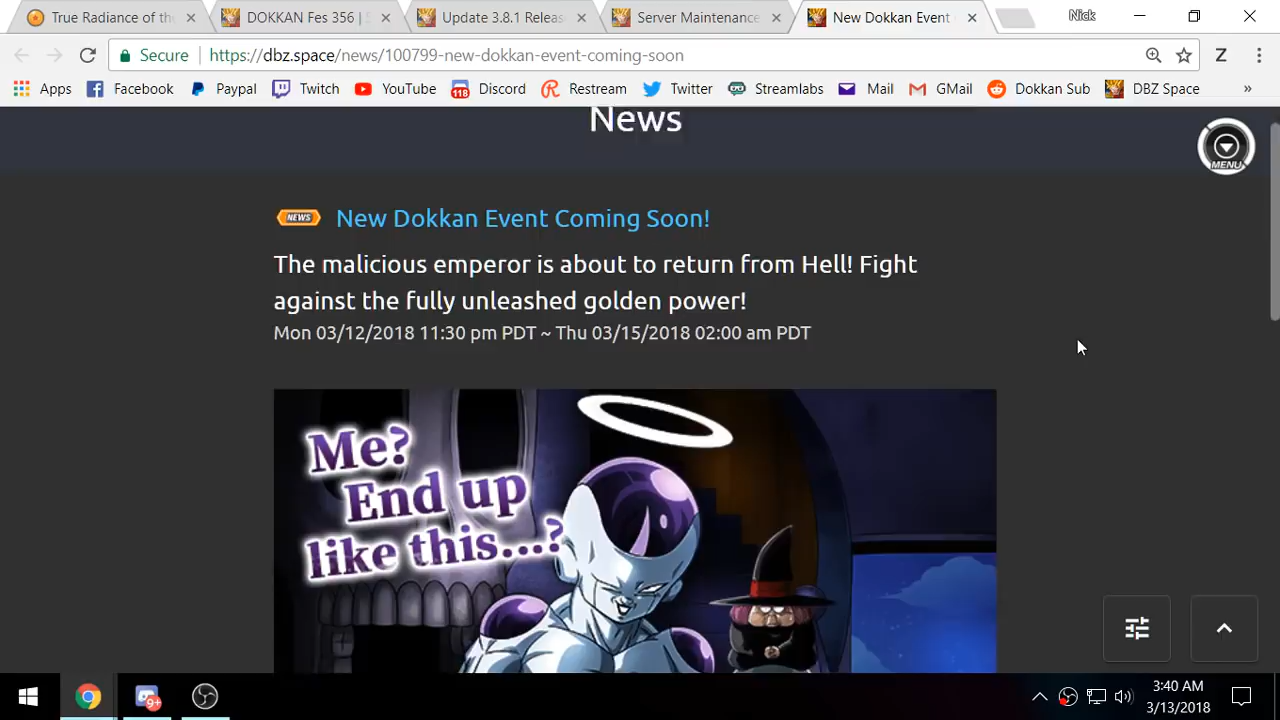 True Radiance of th
DOKKAN Fes 356 |
Update 3.8.1 Releas
Server Maintenance
New Dokkan Event
Nick
Secure
https://dbz.space/news/100799-new-dokkan-event-coming-soon
Z
Apps
Facebook
Paypal
Twitch
YouTube
118
Discord
Restream
Twitter
Streamlabs
Mail
GMail
Dokkan Sub
DBZ Space
»
News
MENU
NEWS
New Dokkan Event Coming Soon!
The malicious emperor is about to return from Hell! Fight
against the fully unleashed golden power!
Mon 03/12/2018 11:30 pm PDT ~ Thu 03/15/2018 02:00 am PDT
Me?
End up
like this...?
9+
3:40 AM
3/13/2018